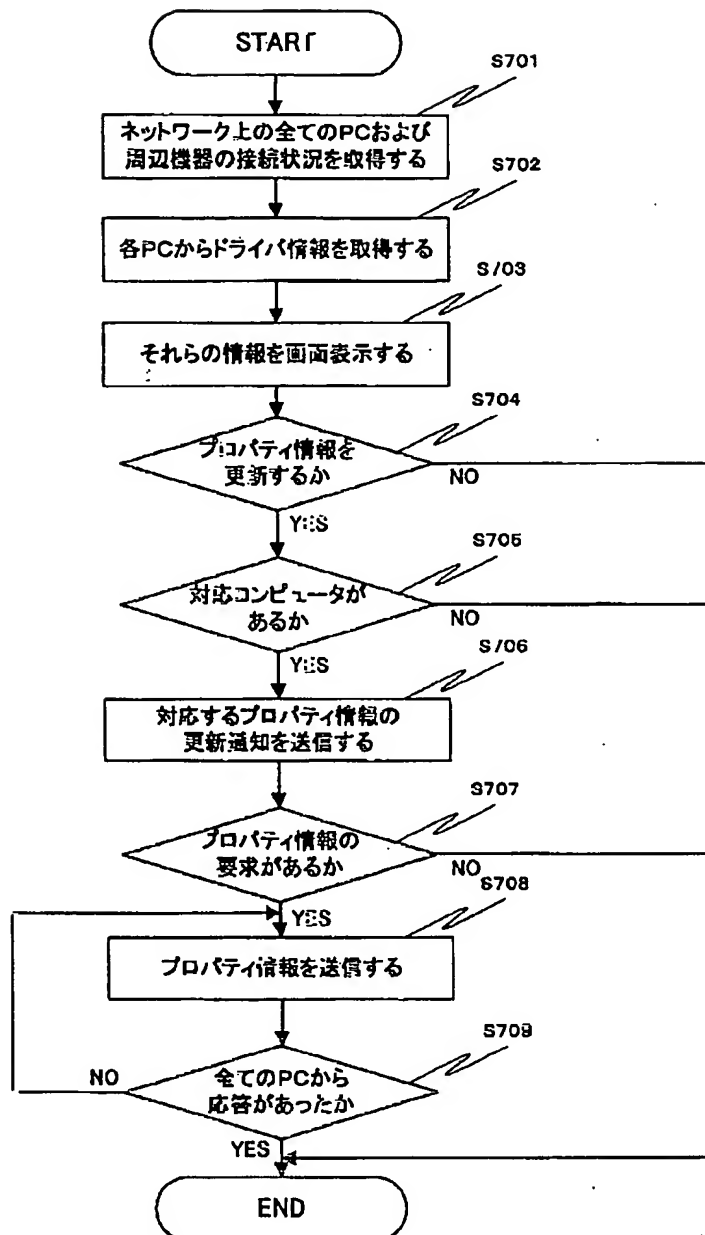 START
S701
ネットワーク上の全てのPCおよび
周辺機器の接続状況を取得する
S702
各PCからドライバ情報を取得する
S703
それらの情報を画面表示する
S704
プロパティ情報を
更新するか
NO
YES
S705
対応コンピュータが
あるか
NO
YES
S706
対応するプロパティ情報の
更新通知を送信する
S707
プロパティ情報の
要求があるか
NO
S708
YES
プロパティ情報を送信する
S709
全てのPCから
応答があったか
NO
YES
END